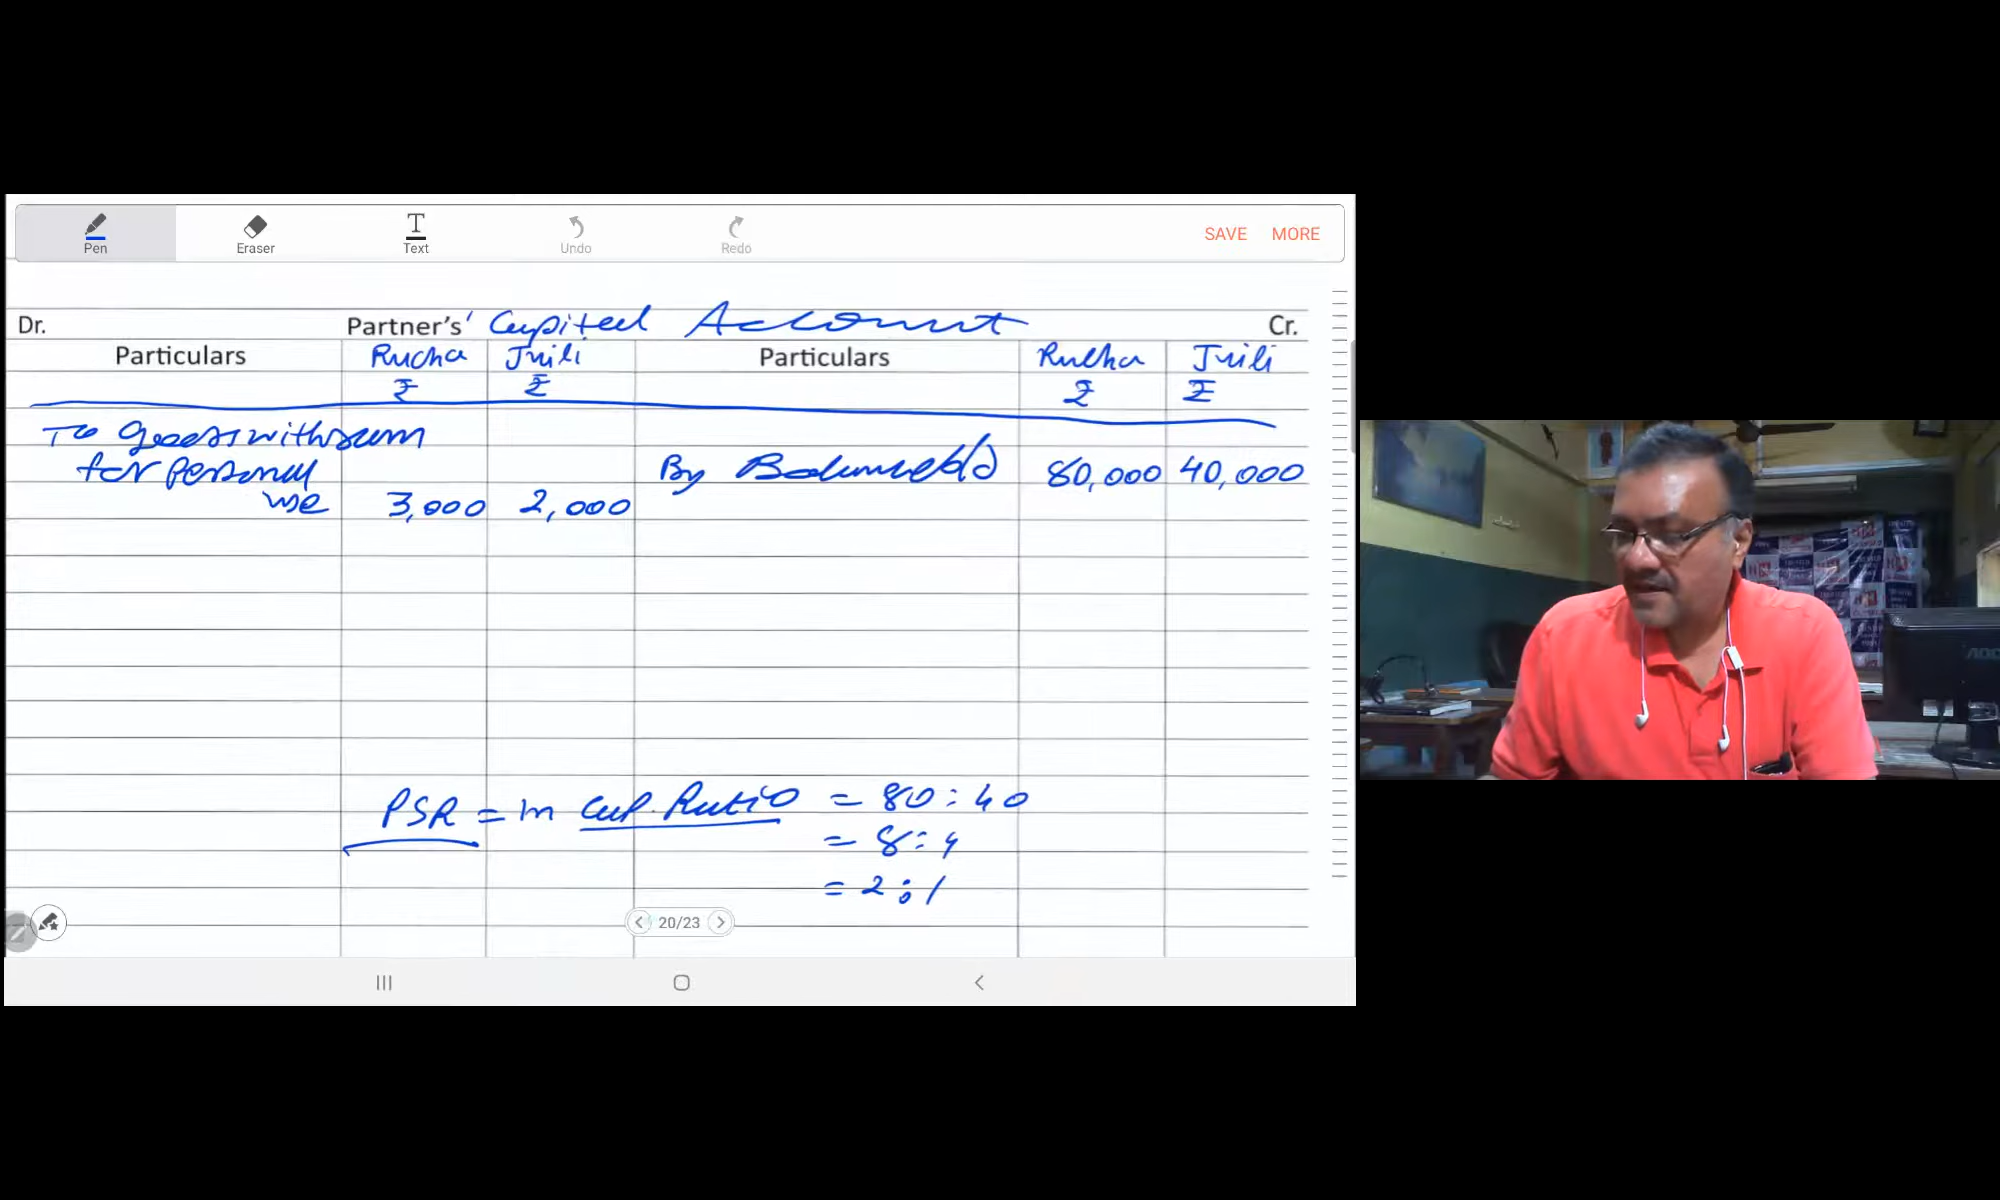 Pen Eraser Text Undo Redo SAVE MORE
Dr. Partner's' Capital Account Cr.
Particulars Rucha Juili Particulars Rucha Juili
₹ ₹ ₹ ₹
To goods withdrawn
for Personal By Balance b/d 80,000 40,000
use 3,000 2,000
PSR = in Cap. Ratio = 80 : 40
= 8 : 4
= 2 : 1
20/23